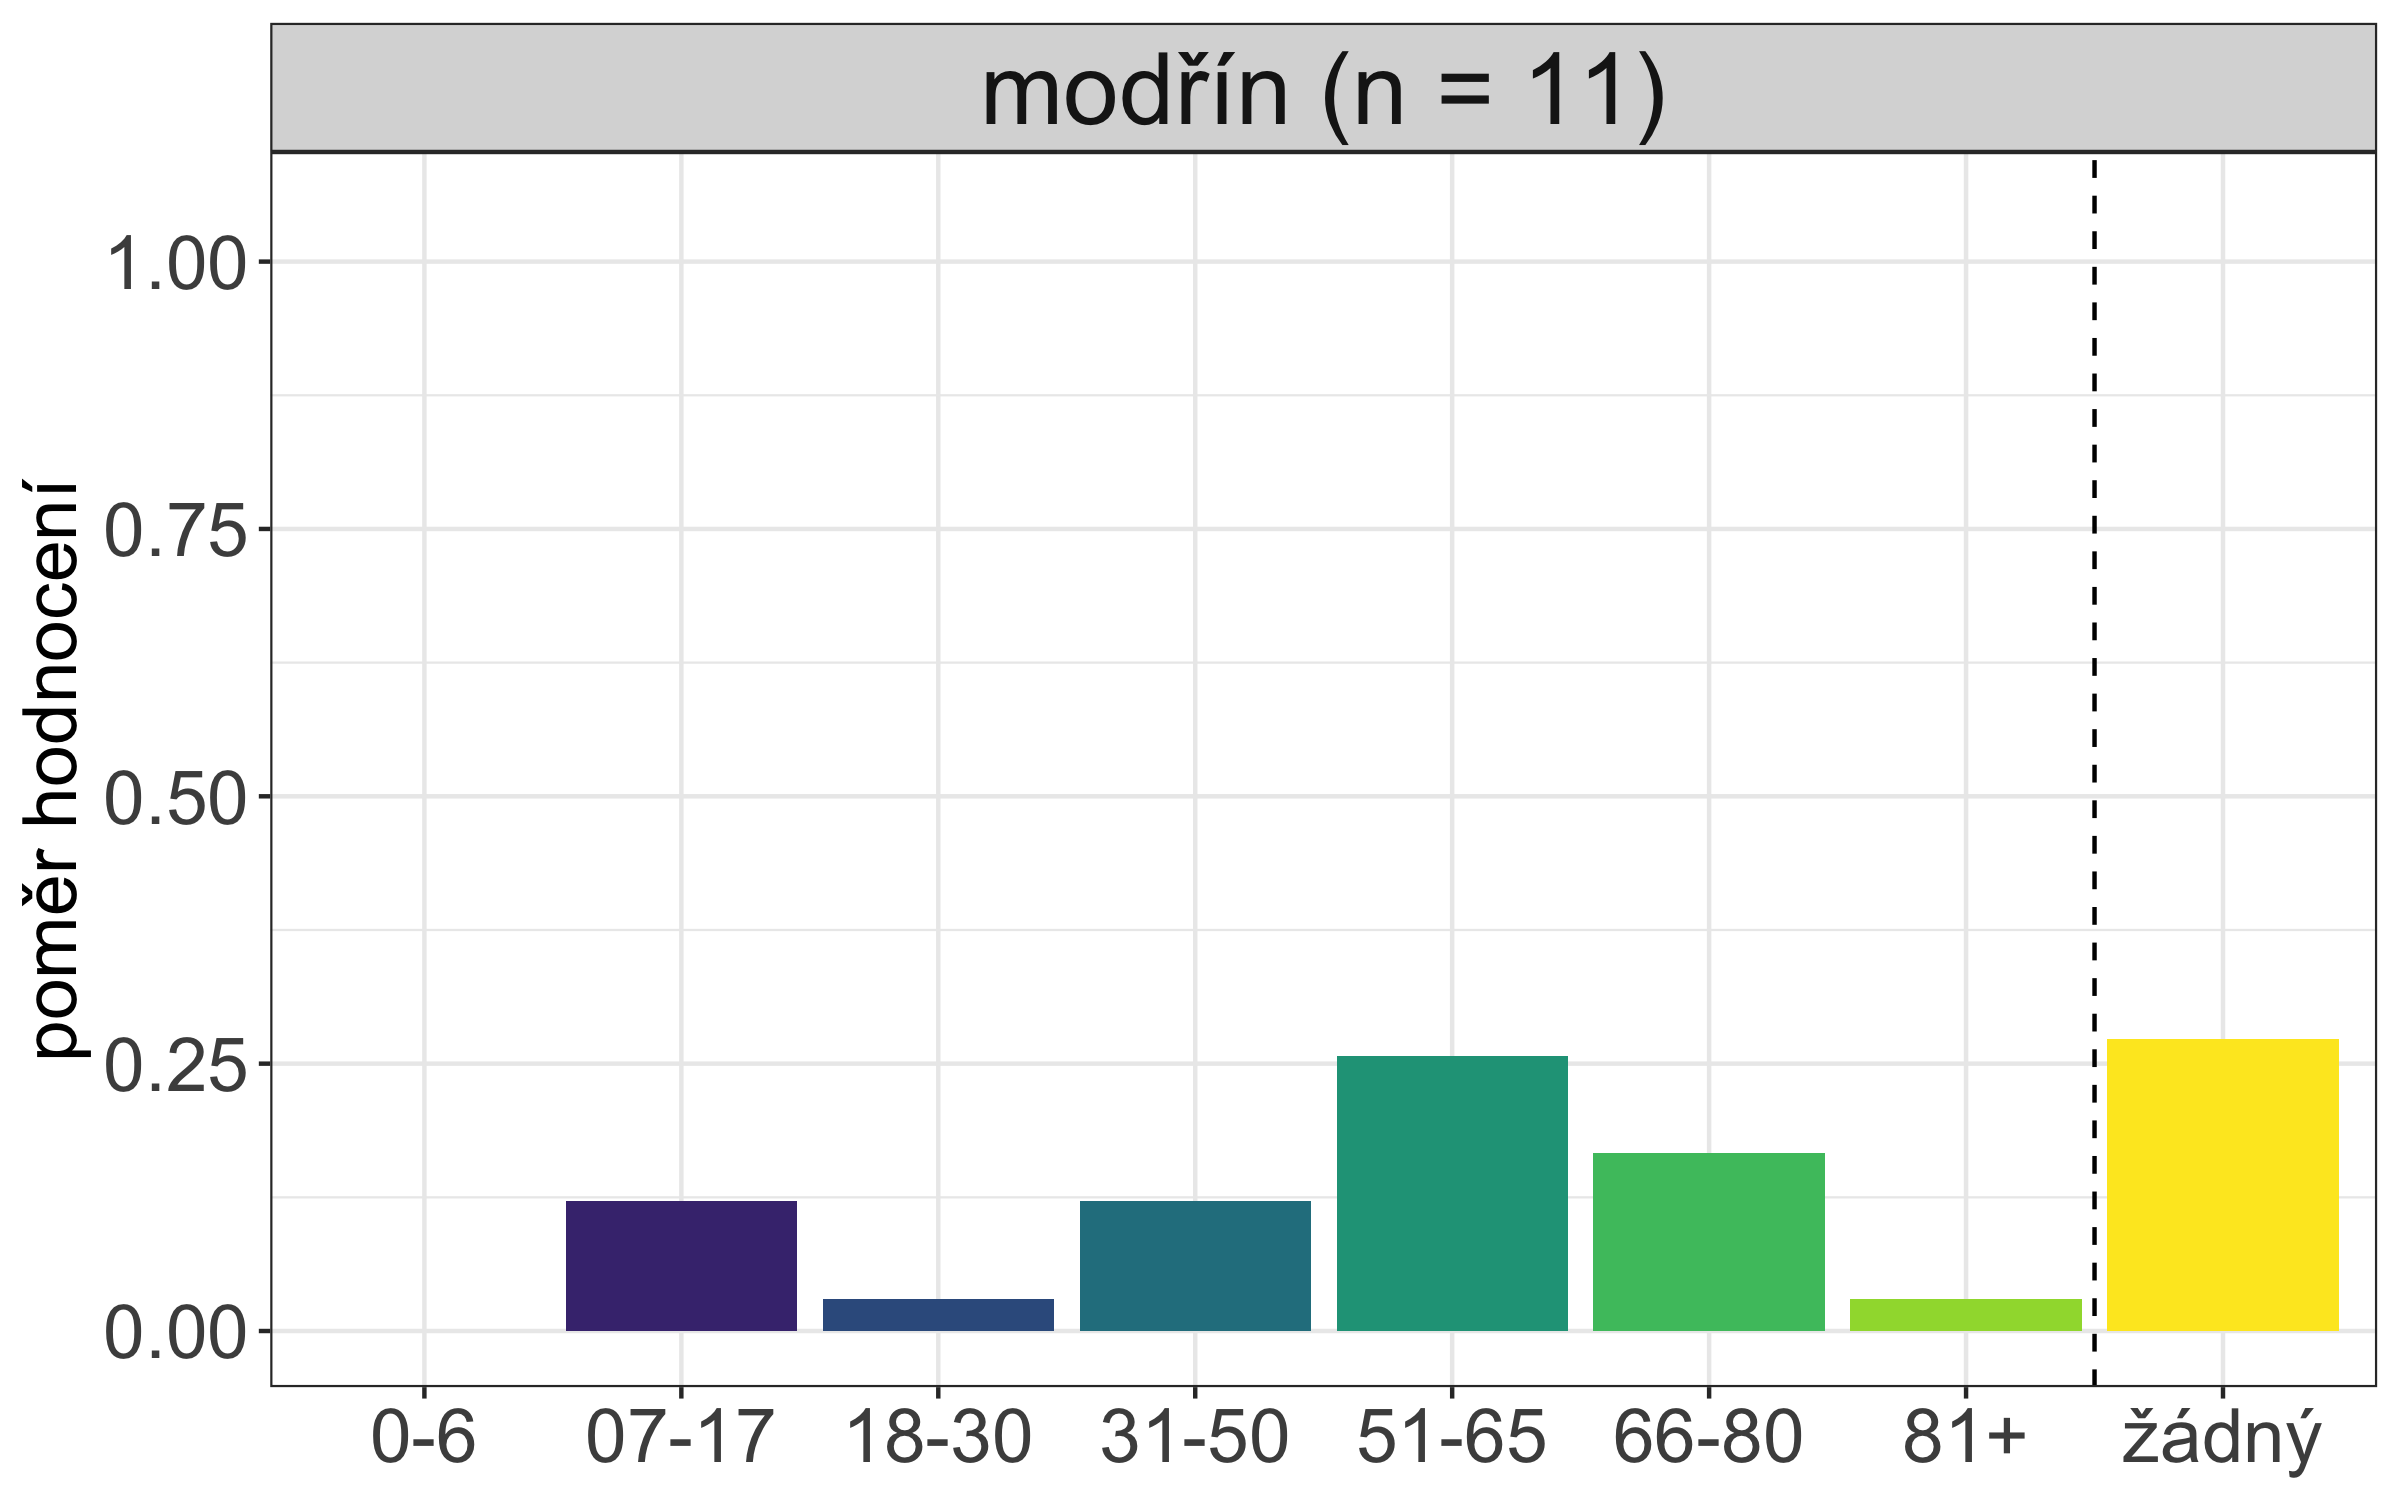 modřín (n = 11)
poměr hodnocení
1.00
0.75
0.50
0.25
0.00
0-6 07-17 18-30 31-50 51-65 66-80 81+ žádný